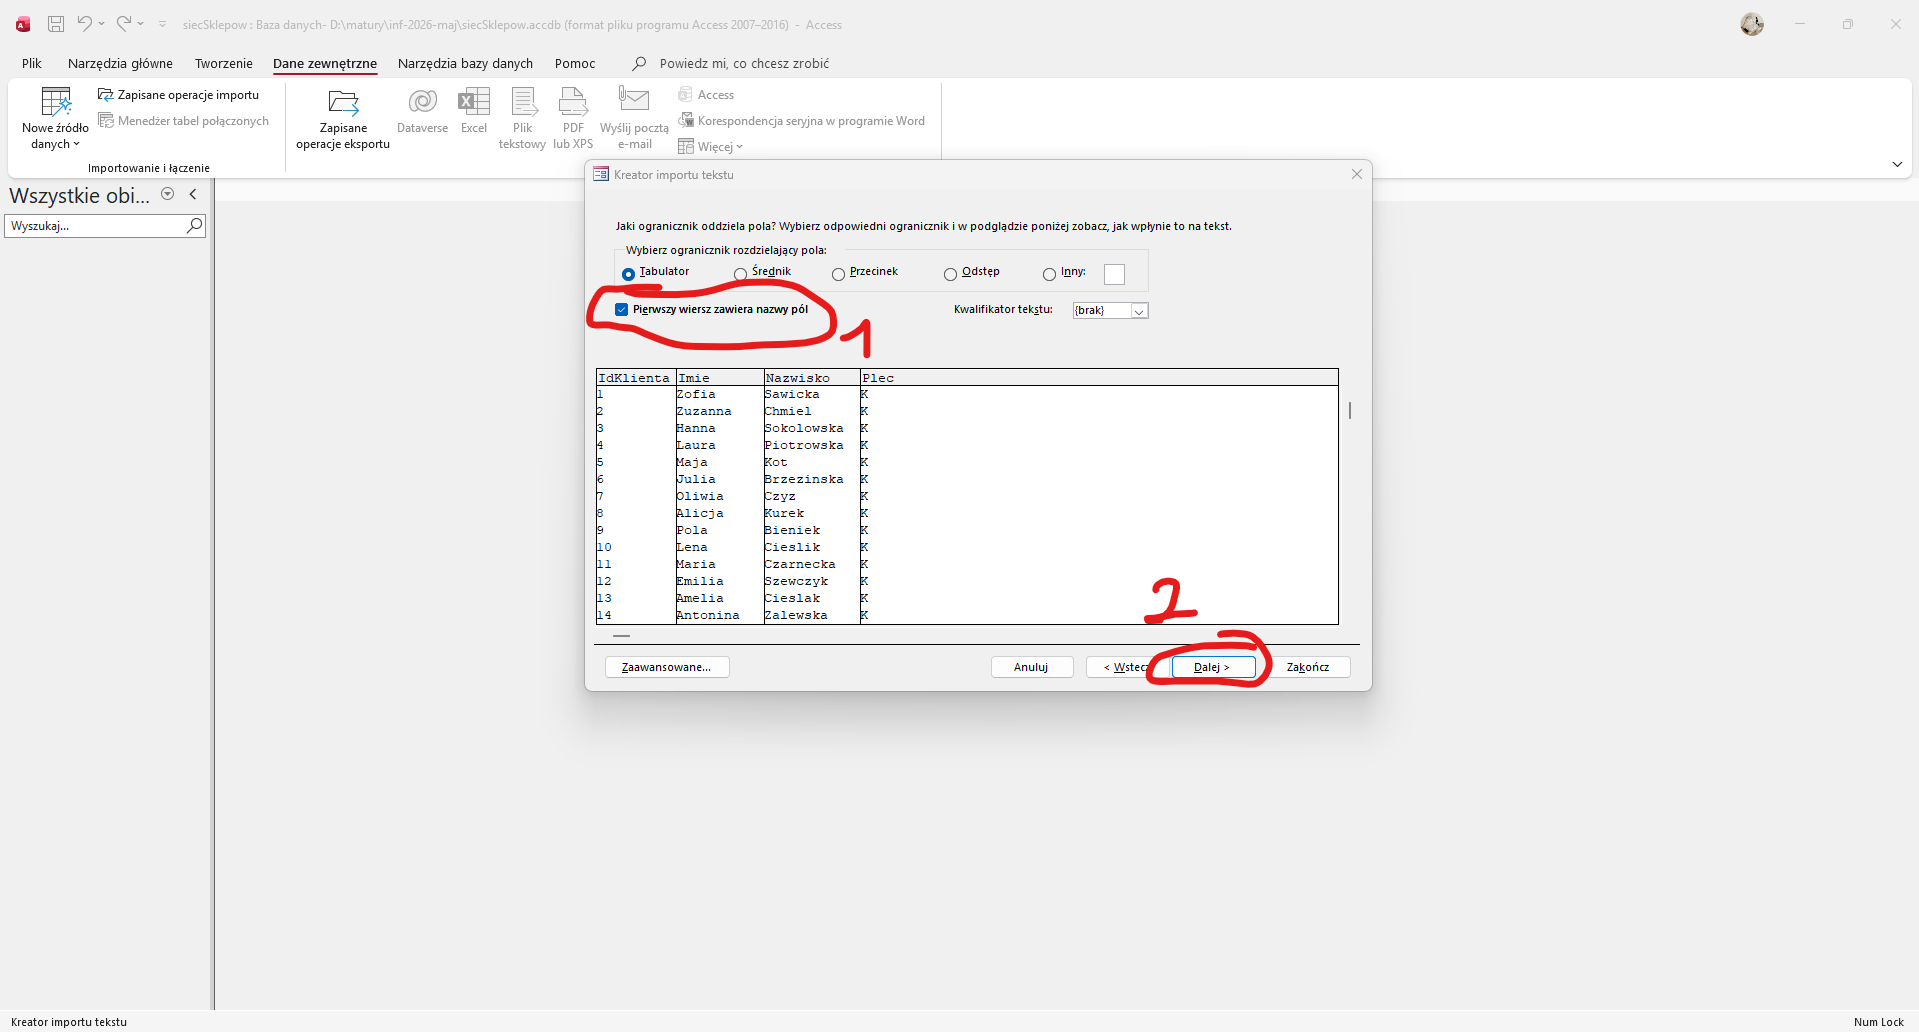 siecSklepow : Baza danych- D:\matury\inf-2026-maj\siecSklepow.accdb (format pliku programu Access 2007–2016) - Access
Plik Narzędzia główne Tworzenie Dane zewnętrzne Narzędzia bazy danych Pomoc Powiedz mi, co chcesz zrobić
Nowe źródło danych
Zapisane operacje importu
Menedżer tabel połączonych
Importowanie i łączenie
Zapisane operacje eksportu
Dataverse
Excel
Plik tekstowy
PDF lub XPS
Wyślij pocztą e-mail
Access
Korespondencja seryjna w programie Word
Więcej
Wszystkie obi...
Wyszukaj...
Kreator importu tekstu
Jaki ogranicznik oddziela pola? Wybierz odpowiedni ogranicznik i w podglądzie poniżej zobacz, jak wpłynie to na tekst.
Wybierz ogranicznik rozdzielający pola:
Tabulator Średnik Przecinek Odstęp Inny:
Pierwszy wiersz zawiera nazwy pól Kwalifikator tekstu: {brak}
1
IdKlienta Imie Nazwisko Plec
1 Zofia Sawicka K
2 Zuzanna Chmiel K
3 Hanna Sokolowska K
4 Laura Piotrowska K
5 Maja Kot K
6 Julia Brzezinska K
7 Oliwia Czyz K
8 Alicja Kurek K
9 Pola Bieniek K
10 Lena Cieslik K
11 Maria Czarnecka K
12 Emilia Szewczyk K
13 Amelia Cieslak K
14 Antonina Zalewska K
2
Zaawansowane... Anuluj < Wstecz Dalej > Zakończ
Kreator importu tekstu Num Lock